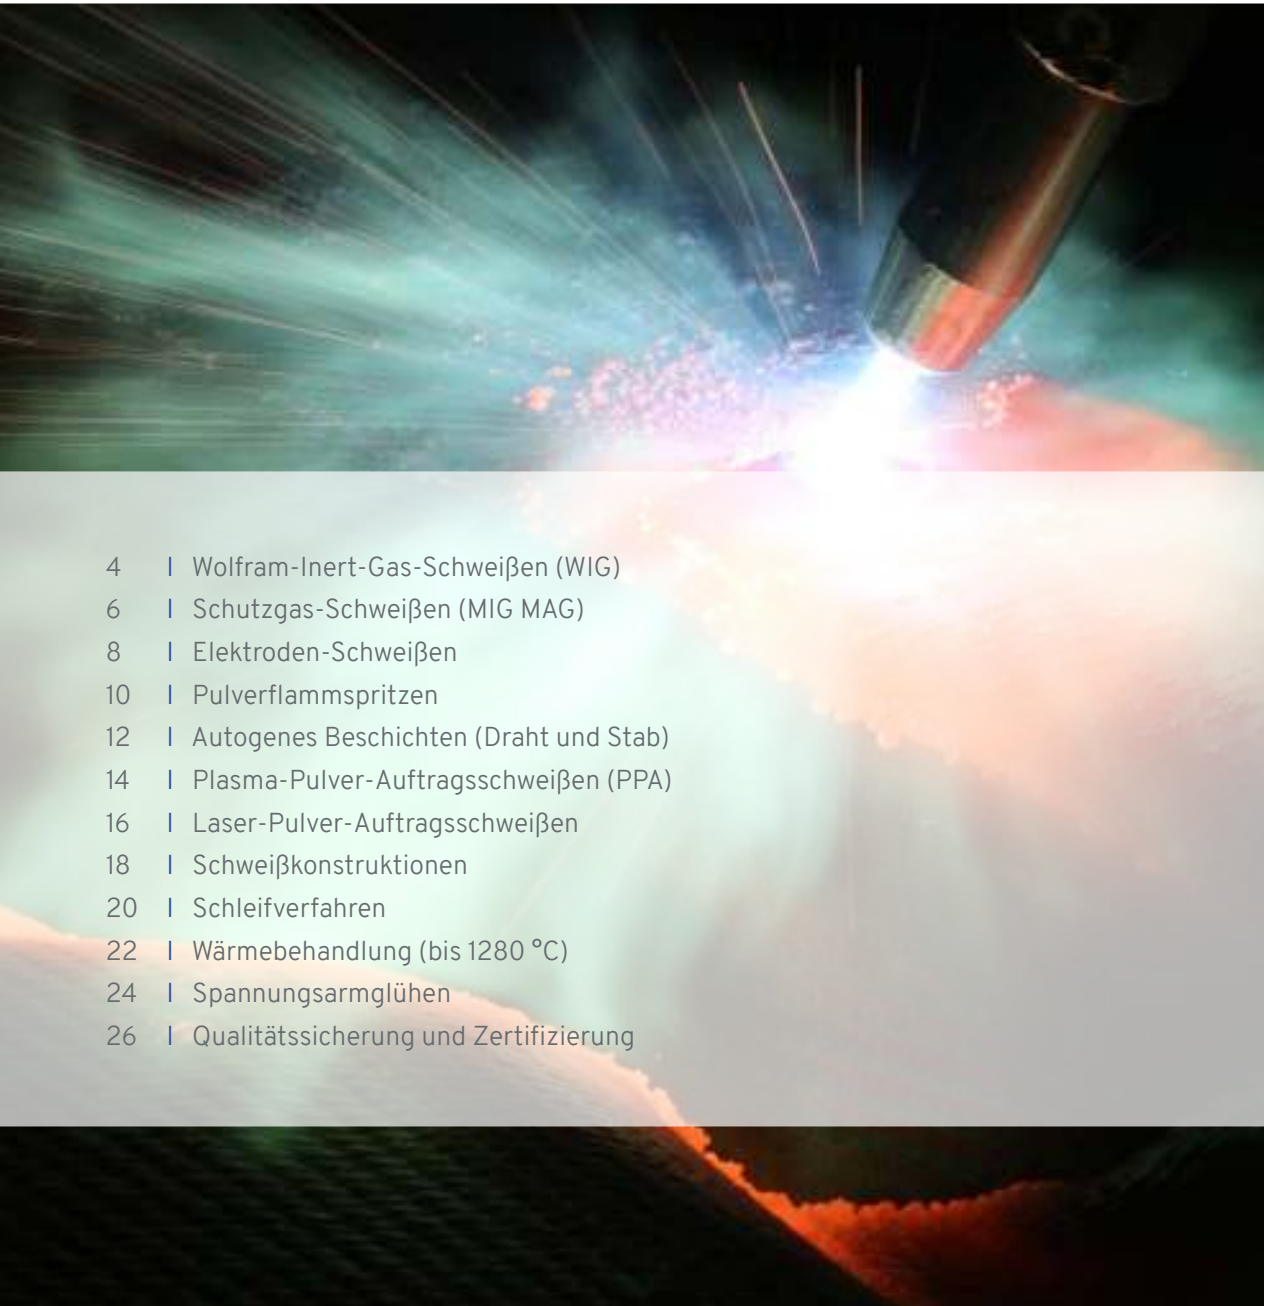 4 | Wolfram-Inert-Gas-Schweißen (WIG)
6 | Schutzgas-Schweißen (MIG MAG)
8 | Elektroden-Schweißen
10 | Pulverflammspritzen
12 | Autogenes Beschichten (Draht und Stab)
14 | Plasma-Pulver-Auftragsschweißen (PPA)
16 | Laser-Pulver-Auftragsschweißen
18 | Schweißkonstruktionen
20 | Schleifverfahren
22 | Wärmebehandlung (bis 1280 °C)
24 | Spannungsarmglühen
26 | Qualitätssicherung und Zertifizierung